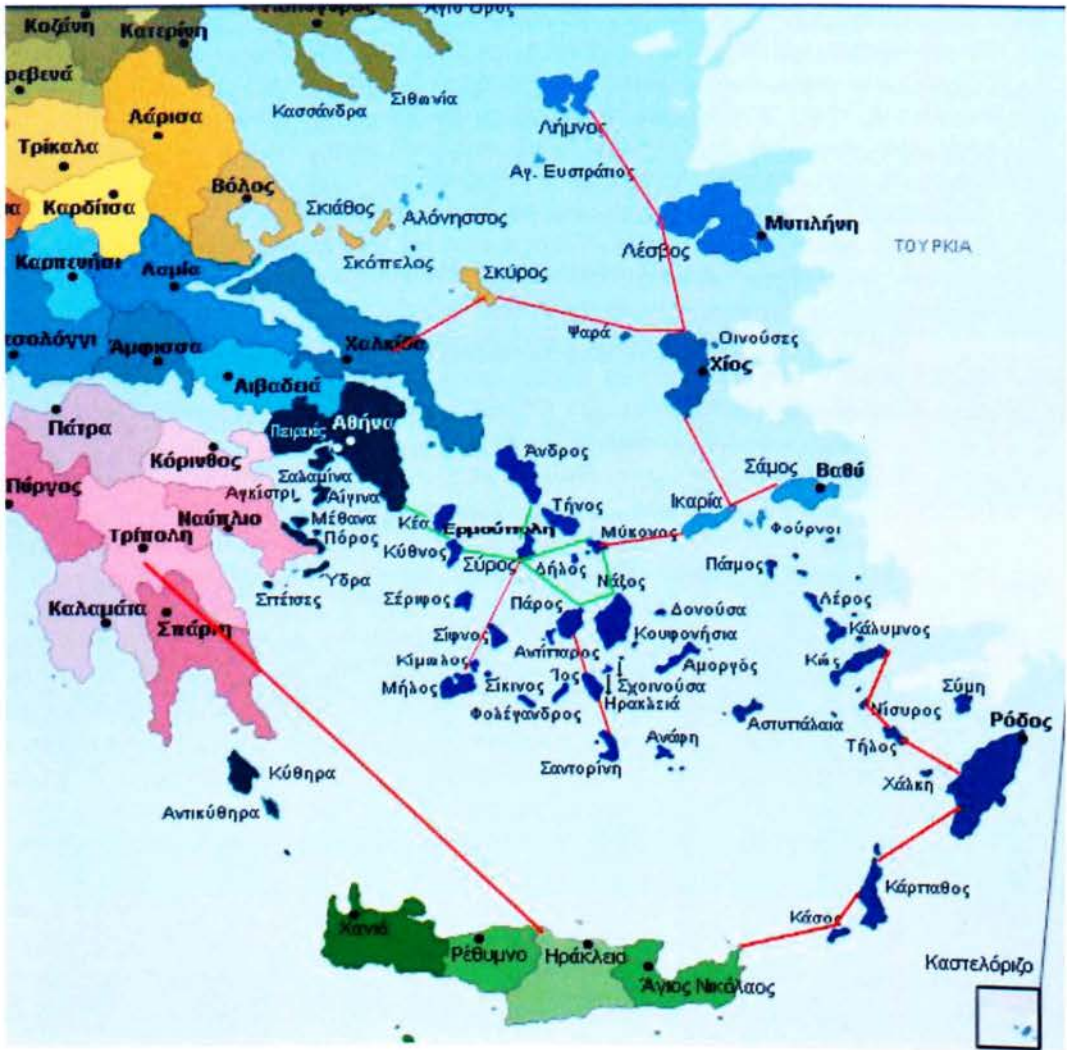 Κοζάνη
Κατερίνη
Πολύγυρος
Άγιο Όρος
ρεβενά
Κασσάνδρα
Σιθωνία
Λάρισα
Τρίκαλα
Λήμνος
Αγ. Ευστράτιος
Βόλος
Καρδίτσα
Σκιάθος
Αλόνησσος
Μυτιλήνη
Λέσβος
ΤΟΥΡΚΙΑ
Καρπενήσι
Λαμία
Σκόπελος
Σκύρος
Ψαρά
Οινούσες
σολόγγι
Άμφισσα
Χαλκίδα
Χίος
Λιβαδειά
Πάτρα
Πειραιάς
Αθήνα
Κόρινθος
Άνδρος
Σαλαμίνα
Σάμος
Βαθύ
Πύργος
Αγκίστρι
Αίγινα
Τήνος
Ικαρία
Ναύπλιο
Μέθανα
Κέα
Ερμούπολη
Μύκονος
Φούρνοι
Τρίπολη
Πόρος
Κύθνος
Σύρος
Δήλος
Πάτμος
Ύδρα
Νάξος
Σπέτσες
Σέριφος
Πάρος
Δονούσα
Λέρος
Καλαμάτα
Σπάρτη
Σίφνος
Αντίπαρος
Κουφονήσια
Κάλυμνος
Κίμωλος
Αμοργός
Κώς
Μήλος
Σίκινος
Ίος
Σχοινούσα
Σύμη
Φολέγανδρος
Ηρακλειά
Αστυπάλαια
Νίσυρος
Ρόδος
Ανάφη
Τήλος
Σαντορίνη
Κύθηρα
Χάλκη
Αντικύθηρα
Κάρπαθος
Χανιά
Κάσος
Ρέθυμνο
Ηράκλειο
Καστελόριζο
Άγιος Νικόλαος